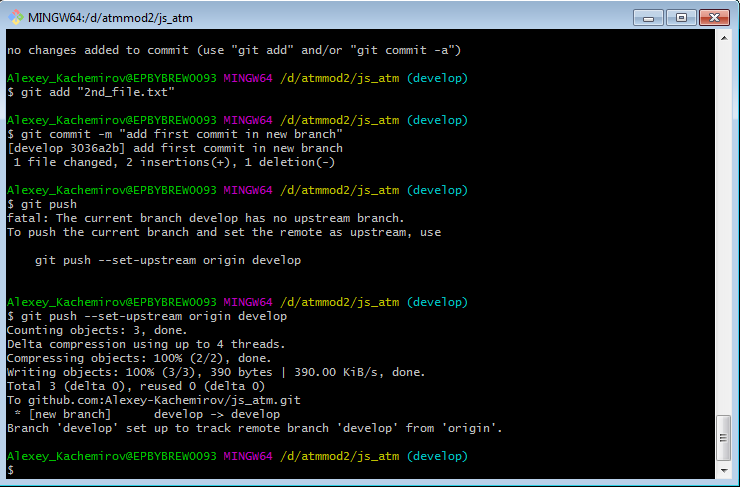 MINGW64:/d/atmmod2/js_atm
no changes added to commit (use "git add" and/or "git commit -a")
Alexey_Kachemirov@EPBYBREW0093 MINGW64 /d/atmmod2/js_atm (develop)
$ git add "2nd_file.txt"
Alexey_Kachemirov@EPBYBREW0093 MINGW64 /d/atmmod2/js_atm (develop)
$ git commit -m "add first commit in new branch"
[develop 3036a2b] add first commit in new branch
 1 file changed, 2 insertions(+), 1 deletion(-)
Alexey_Kachemirov@EPBYBREW0093 MINGW64 /d/atmmod2/js_atm (develop)
$ git push
fatal: The current branch develop has no upstream branch.
To push the current branch and set the remote as upstream, use
    git push --set-upstream origin develop
Alexey_Kachemirov@EPBYBREW0093 MINGW64 /d/atmmod2/js_atm (develop)
$ git push --set-upstream origin develop
Counting objects: 3, done.
Delta compression using up to 4 threads.
Compressing objects: 100% (2/2), done.
Writing objects: 100% (3/3), 390 bytes | 390.00 KiB/s, done.
Total 3 (delta 0), reused 0 (delta 0)
To github.com:Alexey-Kachemirov/js_atm.git
 * [new branch]      develop -> develop
Branch 'develop' set up to track remote branch 'develop' from 'origin'.
Alexey_Kachemirov@EPBYBREW0093 MINGW64 /d/atmmod2/js_atm (develop)
$